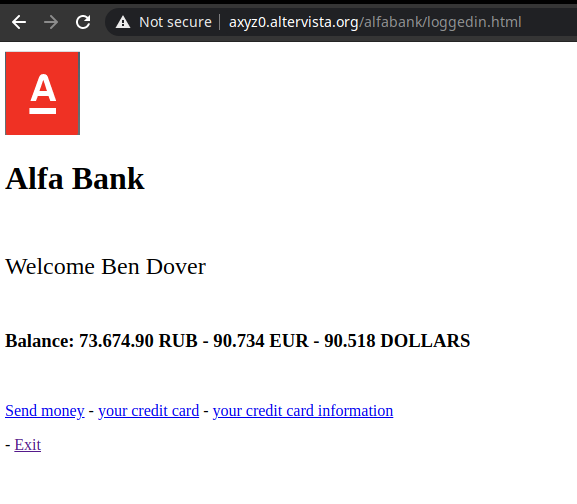 Not secure | axyz0.altervista.org/alfabank/loggedin.html
A
Alfa Bank
Welcome Ben Dover
Balance: 73.674.90 RUB - 90.734 EUR - 90.518 DOLLARS
Send money - your credit card - your credit card information
- Exit